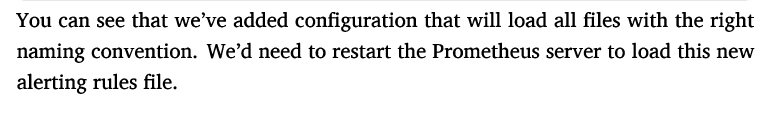 You can see that we’ve added configuration that will load all files with the right
naming convention. We’d need to restart the Prometheus server to load this new
alerting rules file.